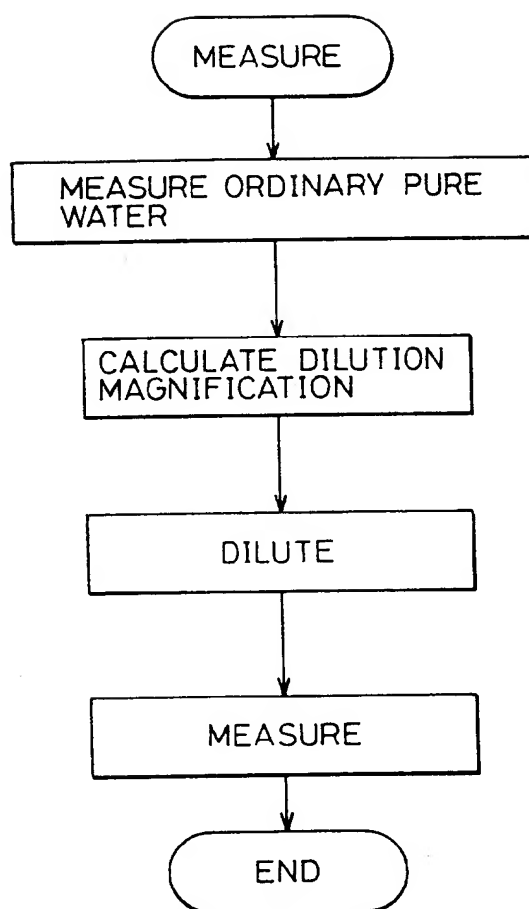 MEASURE
MEASURE ORDINARY PURE
WATER
CALCULATE DILUTION
MAGNIFICATION
DILUTE
MEASURE
END